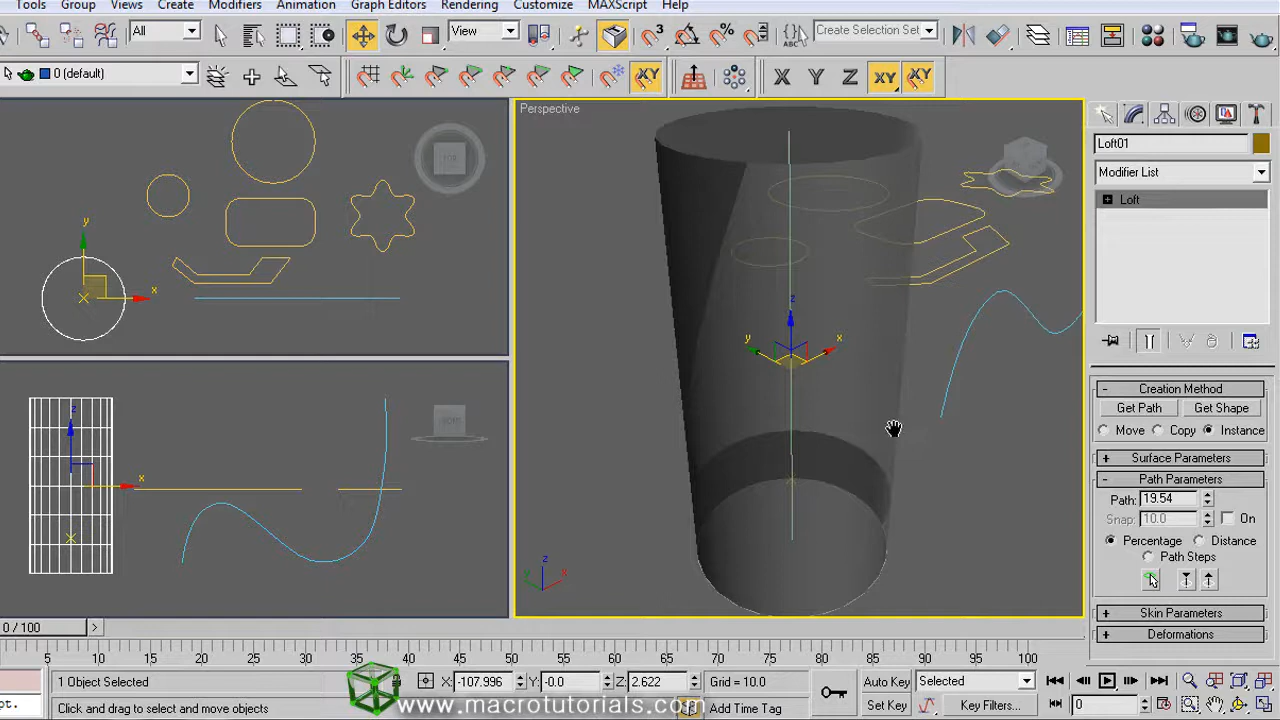 Tools Group Views Create Modifiers Animation Graph Editors Rendering Customize MAXScript Help
All View 3 ABC Create Selection Set
0 (default) XY X Y Z XY XY
Perspective
Loft01
Modifier List
Loft
TOP
y
x
z
x
z
y
x
z
y
x
Creation Method
Get Path Get Shape
Move Copy Instance
Surface Parameters
Path Parameters
Path: 19.54
Snap: 10.0 On
Percentage Distance
Path Steps
Skin Parameters
Deformations
0 / 100
5 10 15 20 25 30 35 40 45 50 55 60 65 70 75 80 85 90 95 100
1 Object Selected X: -107.996 Y: -0.0 Z: 2.622 Grid = 10.0 Auto Key Selected
Click and drag to select and move objects Add Time Tag Set Key Key Filters... 0
www.macrotutorials.com